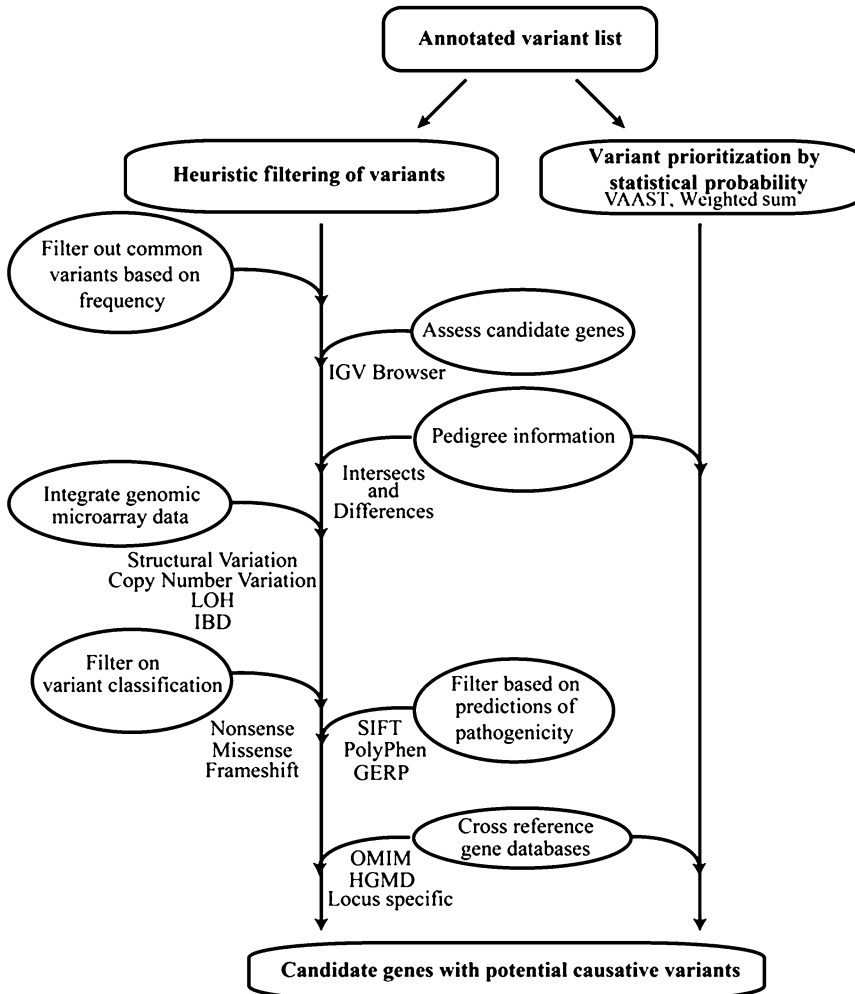 Annotated variant list
Heuristic filtering of variants
Variant prioritization by
statistical probability
VAAST, Weighted sum
Filter out common
variants based on
frequency
Assess candidate genes
IGV Browser
Pedigree information
Intersects
and
Differences
Integrate genomic
microarray data
Structural Variation
Copy Number Variation
LOH
IBD
Filter on
variant classification
Nonsense
Missense
Frameshift
Filter based on
predictions of
pathogenicity
SIFT
PolyPhen
GERP
Cross reference
gene databases
OMIM
HGMD
Locus specific
Candidate genes with potential causative variants